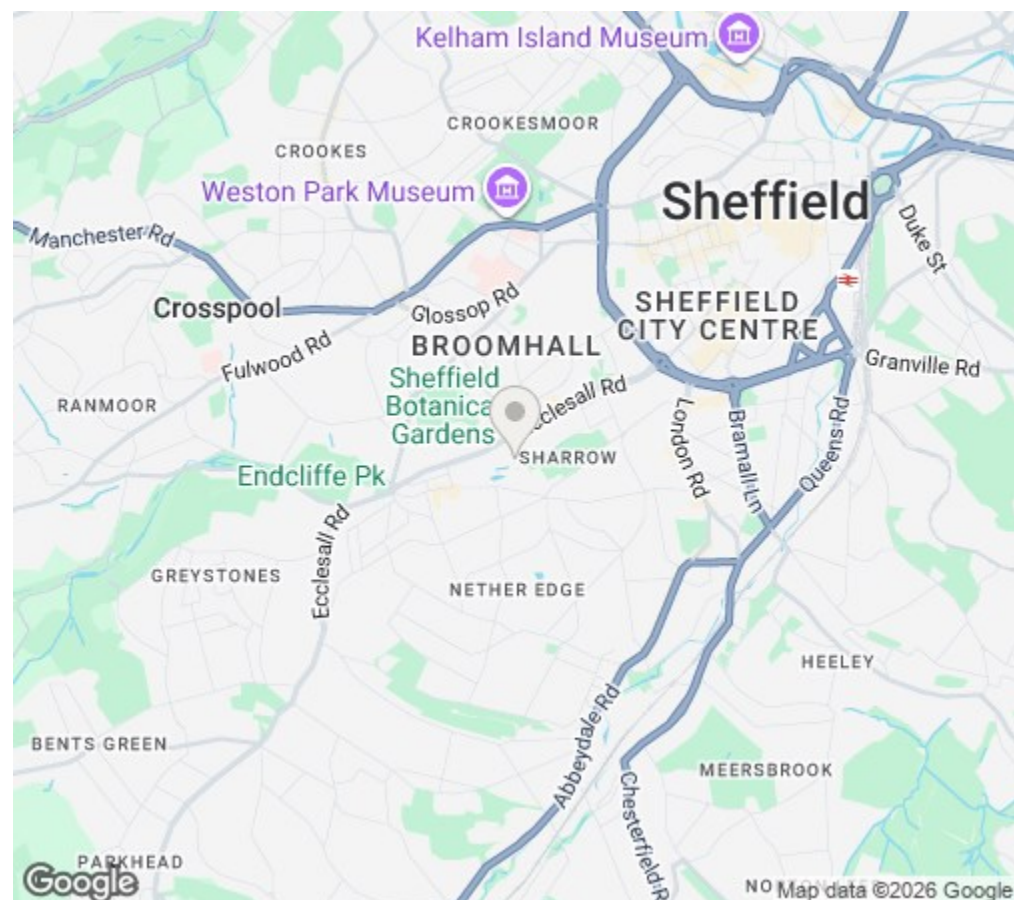 Kelham Island Museum
CROOKESMOOR
CROOKES
Weston Park Museum
Sheffield
Duke St
Manchester Rd
Crosspool
Glossop Rd
SHEFFIELD
CITY CENTRE
BROOMHALL
Fulwood Rd
Granville Rd
Sheffield
Botanica
Gardens
Ecclesall Rd
RANMOOR
London Rd
Bramall Ln
Queens Rd
SHARROW
Endcliffe Pk
Ecclesall Rd
GREYSTONES
NETHER EDGE
HEELEY
Abbeydale Rd
BENTS GREEN
MEERSBROOK
Chesterfield R
PARKHEAD
Google
Map data ©2026 Google